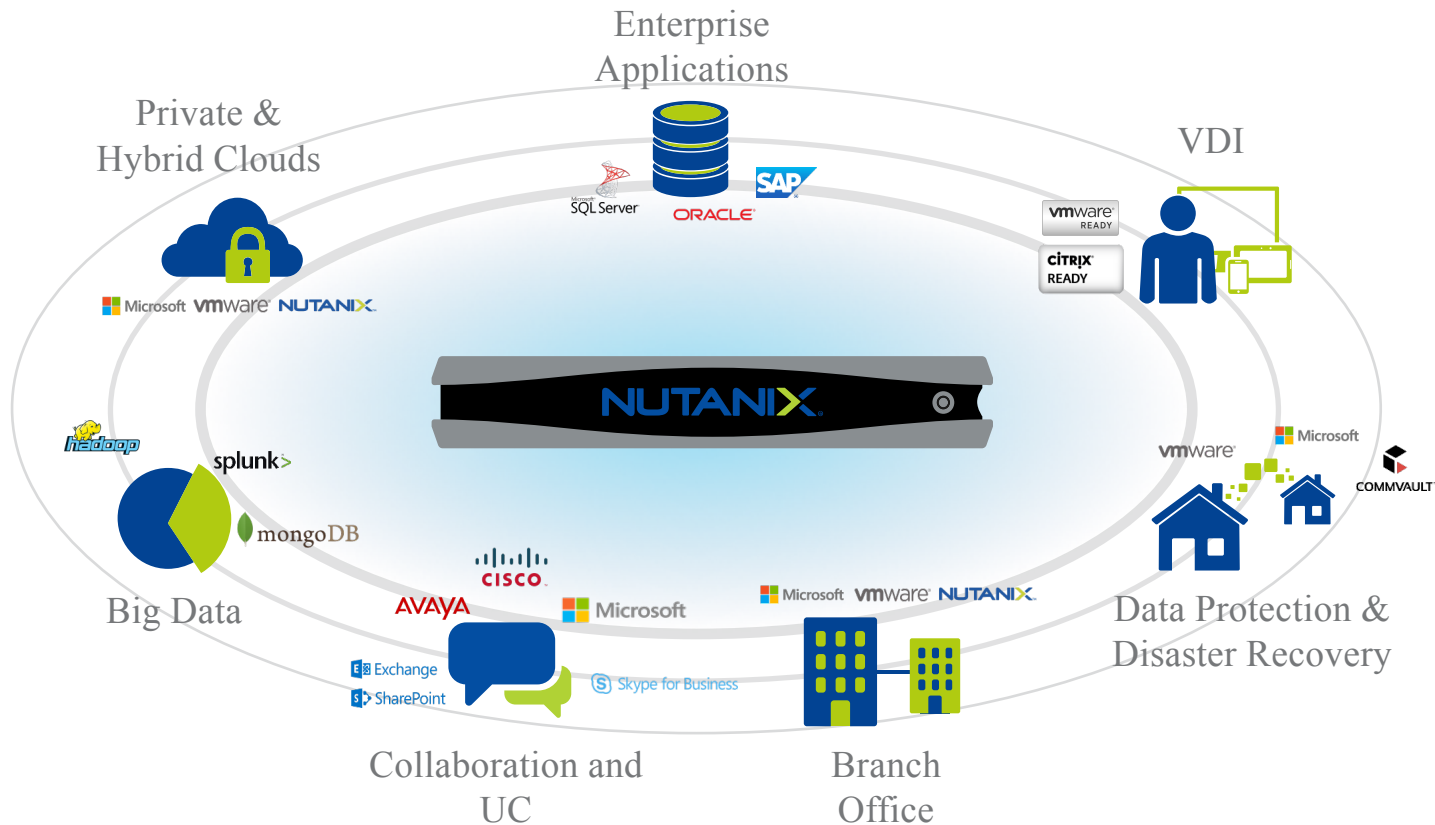 Enterprise
Applications
Private &
Hybrid Clouds
VDI
Microsoft
SQL Server
SAP
ORACLE
vmware
READY
CİTRIX
READY
Microsoft vmware NUTANIX
NUTANIX
hadoop
splunk>
mongoDB
Big Data
vmware
Microsoft
COMMVAULT
Data Protection &
Disaster Recovery
CISCO
AVAYA
Microsoft
E Exchange
S SharePoint
S Skype for Business
Collaboration and
UC
Microsoft vmware NUTANIX
Branch
Office